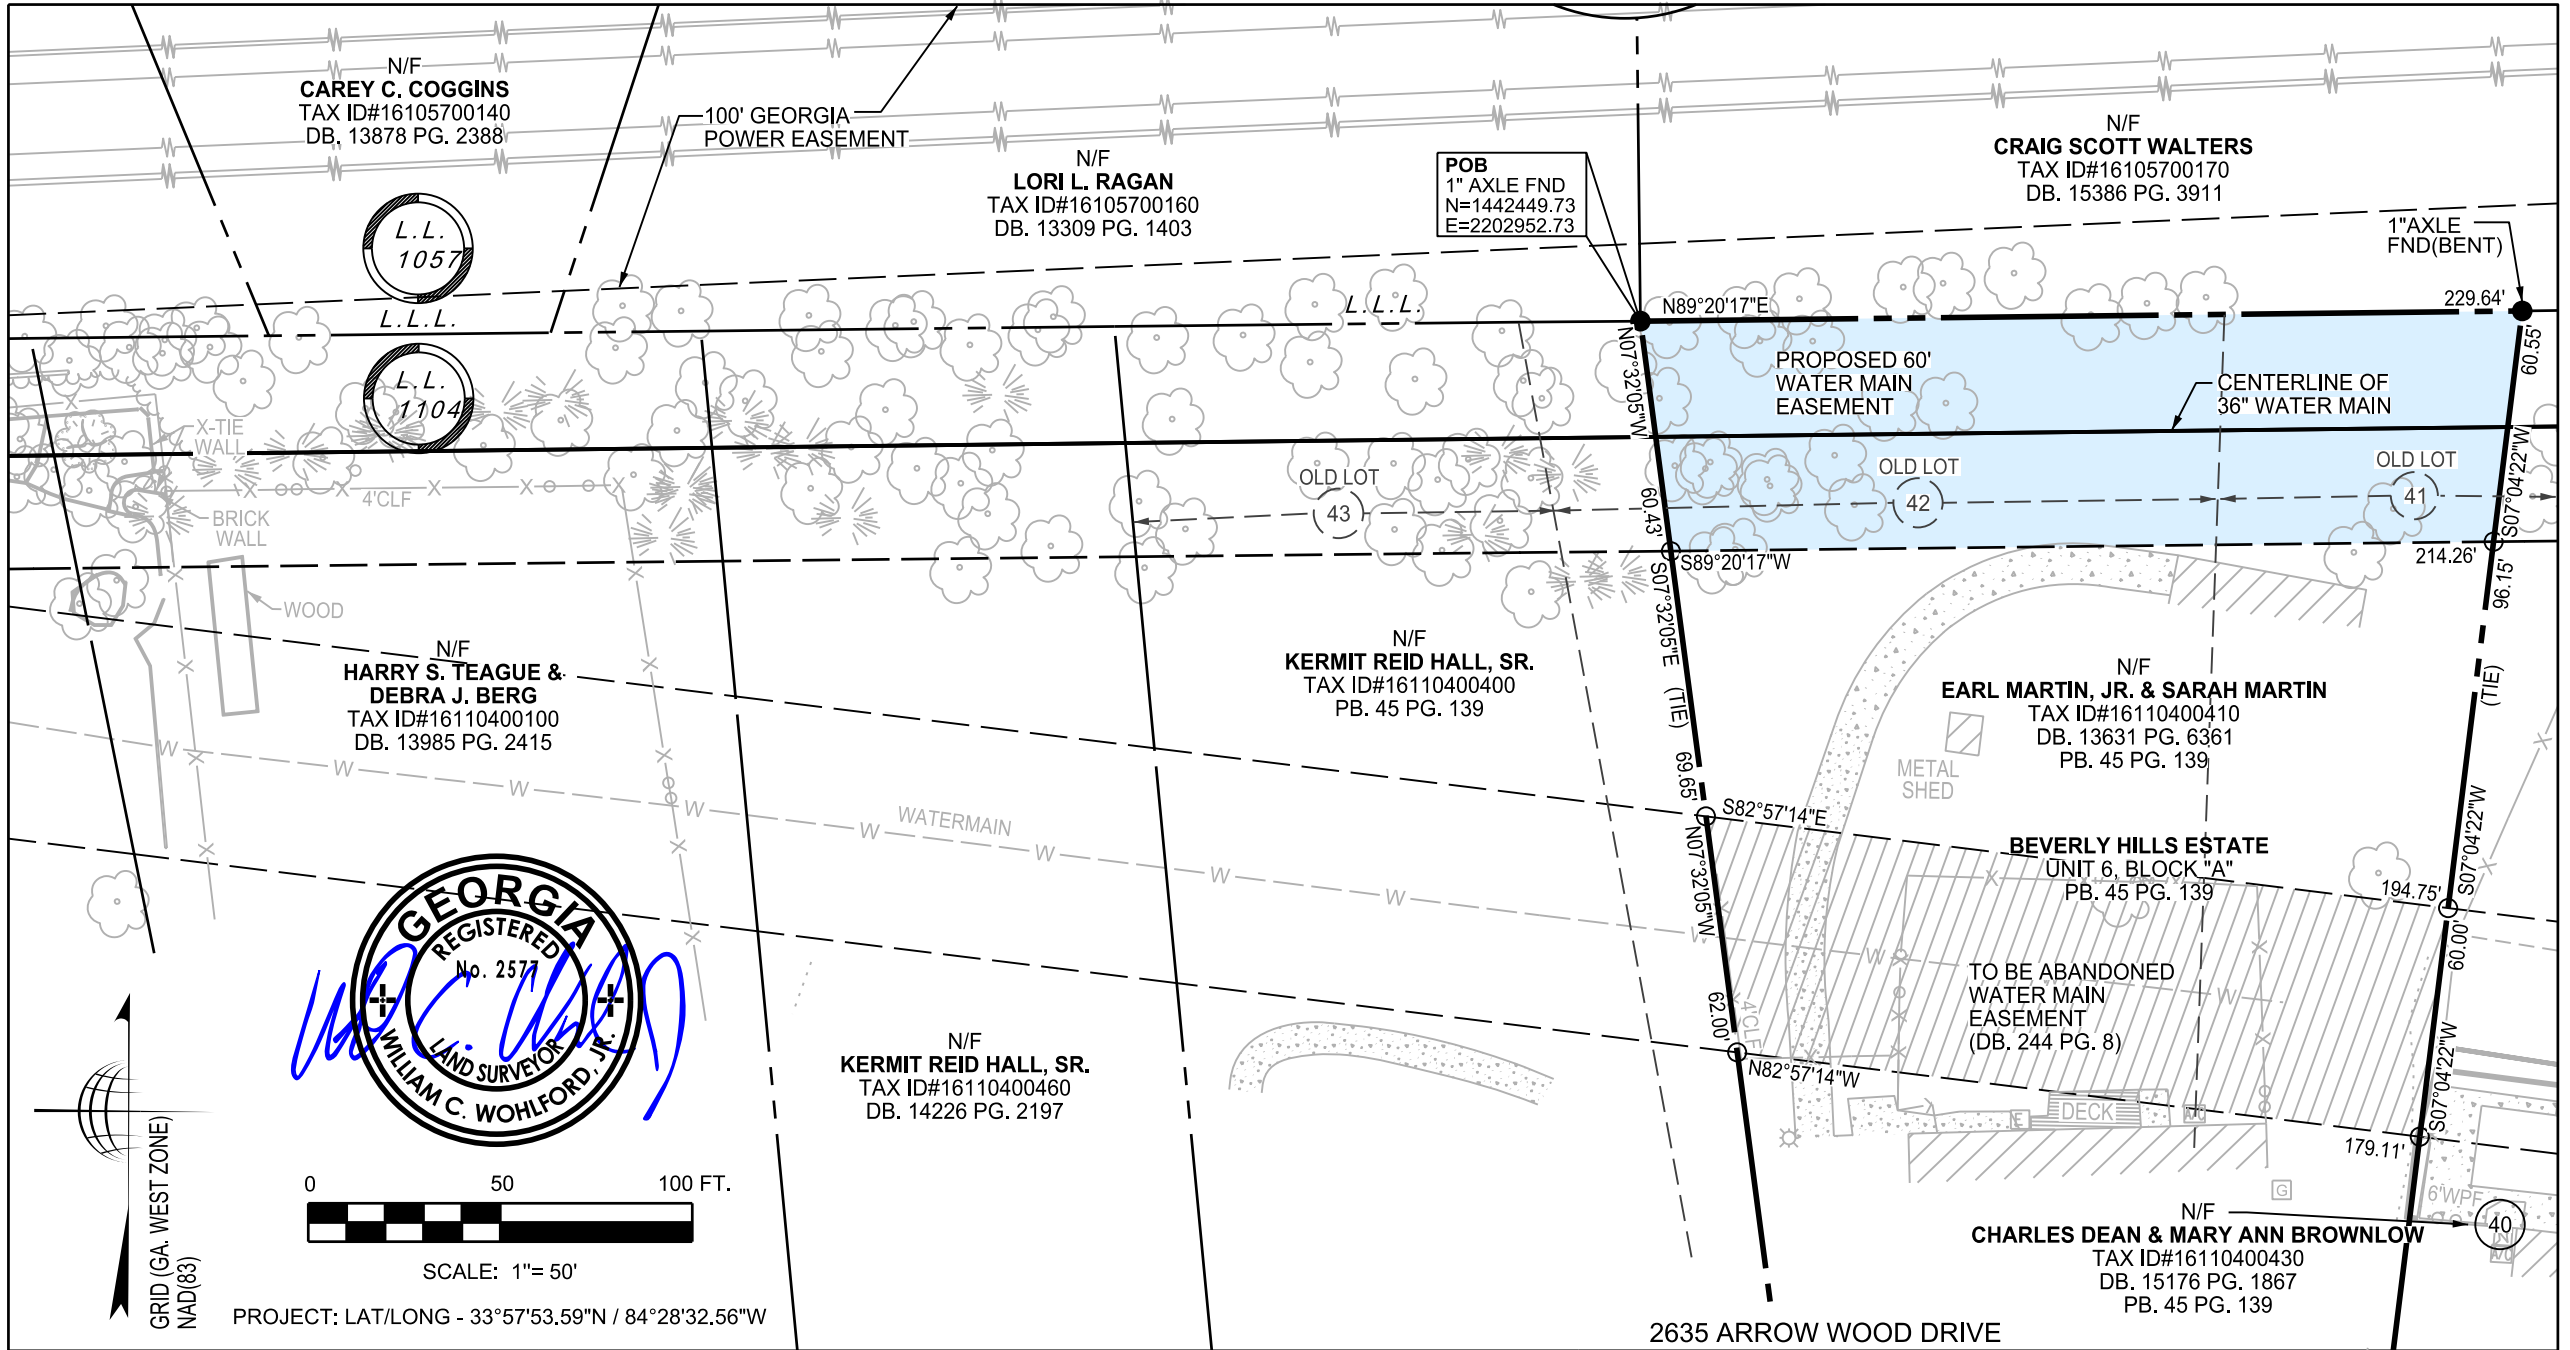 N/F
CAREY C. COGGINS
TAX ID#16105700140
DB. 13878 PG. 2388
100' GEORGIA
POWER EASEMENT
N/F
LORI L. RAGAN
TAX ID#16105700160
DB. 13309 PG. 1403
POB
1" AXLE FND
N=1442449.73
E=2202952.73
N/F
CRAIG SCOTT WALTERS
TAX ID#16105700170
DB. 15386 PG. 3911
1"AXLE
FND(BENT)
L.L.
1057
L.L.L.
L.L.
1104
L.L.L.
N89°20'17"E
229.64'
N07°32'05"W
60.43'
60.55'
S07°04'22"W
PROPOSED 60'
WATER MAIN
EASEMENT
CENTERLINE OF
36" WATER MAIN
X-TIE
WALL
4'CLF
BRICK
WALL
WOOD
OLD LOT
43
OLD LOT
42
OLD LOT
41
S89°20'17"W
214.26'
S07°32'05"E
(TIE)
69.65'
96.15'
(TIE)
S07°04'22"W
N/F
HARRY S. TEAGUE &
DEBRA J. BERG
TAX ID#16110400100
DB. 13985 PG. 2415
N/F
KERMIT REID HALL, SR.
TAX ID#16110400400
PB. 45 PG. 139
N/F
EARL MARTIN, JR. & SARAH MARTIN
TAX ID#16110400410
DB. 13631 PG. 6361
PB. 45 PG. 139
METAL
SHED
WATERMAIN
W W W W W W W W W W W
S82°57'14"E
194.75'
BEVERLY HILLS ESTATE
UNIT 6, BLOCK "A"
PB. 45 PG. 139
N07°32'05"W
62.00'
60.00'
S07°04'22"W
TO BE ABANDONED
WATER MAIN
EASEMENT
(DB. 244 PG. 8)
4'CLF
N82°57'14"W
179.11'
E
DECK
A/C
G
6'WPF
A/C
GEORGIA
REGISTERED
No. 2577
LAND SURVEYOR
WILLIAM C. WOHLFORD, JR.
N/F
KERMIT REID HALL, SR.
TAX ID#16110400460
DB. 14226 PG. 2197
GRID (GA. WEST ZONE)
NAD(83)
0 50 100 FT.
SCALE: 1"= 50'
PROJECT: LAT/LONG - 33°57'53.59"N / 84°28'32.56"W
N/F
CHARLES DEAN & MARY ANN BROWNLOW
TAX ID#16110400430
DB. 15176 PG. 1867
PB. 45 PG. 139
40
2635 ARROW WOOD DRIVE